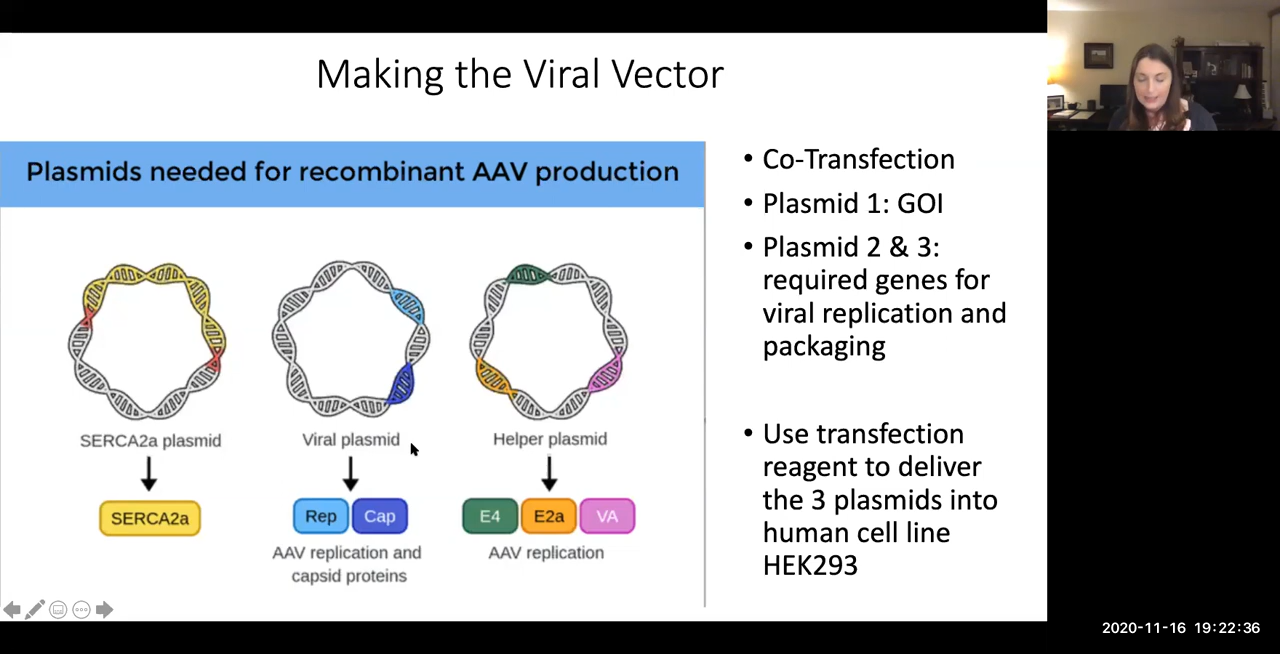 Making the Viral Vector
Plasmids needed for recombinant AAV production
SERCA2a plasmid
Viral plasmid
Helper plasmid
SERCA2a
Rep
Cap
E4
E2a
VA
AAV replication and
capsid proteins
AAV replication
• Co-Transfection
• Plasmid 1: GOI
• Plasmid 2 & 3:
required genes for
viral replication and
packaging
• Use transfection
reagent to deliver
the 3 plasmids into
human cell line
HEK293
2020-11-16 19:22:36